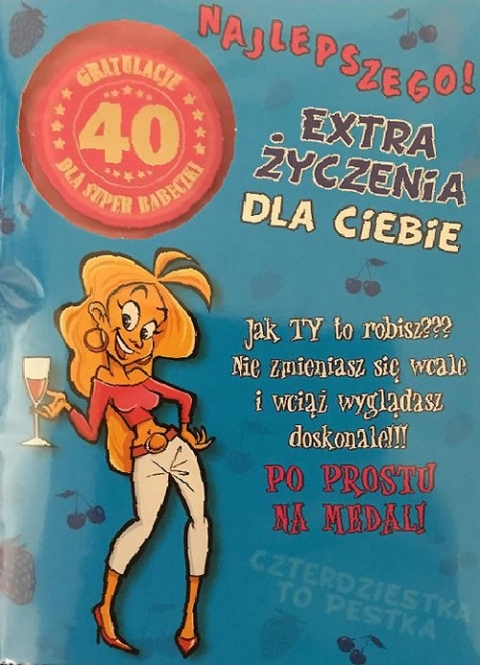 GRATULACJE
40
DLA SUPER BABECZKI
NAJLEPSZEGO!
EXTRA
ŻYCZENIA
DLA CIEBIE
Jak TY to robisz???
Nie zmieniasz się wcale
i wciąż wyglądasz
doskonale!!!
PO PROSTU
NA MEDAL!
CZTERDZIESTKA
TO PESTKA